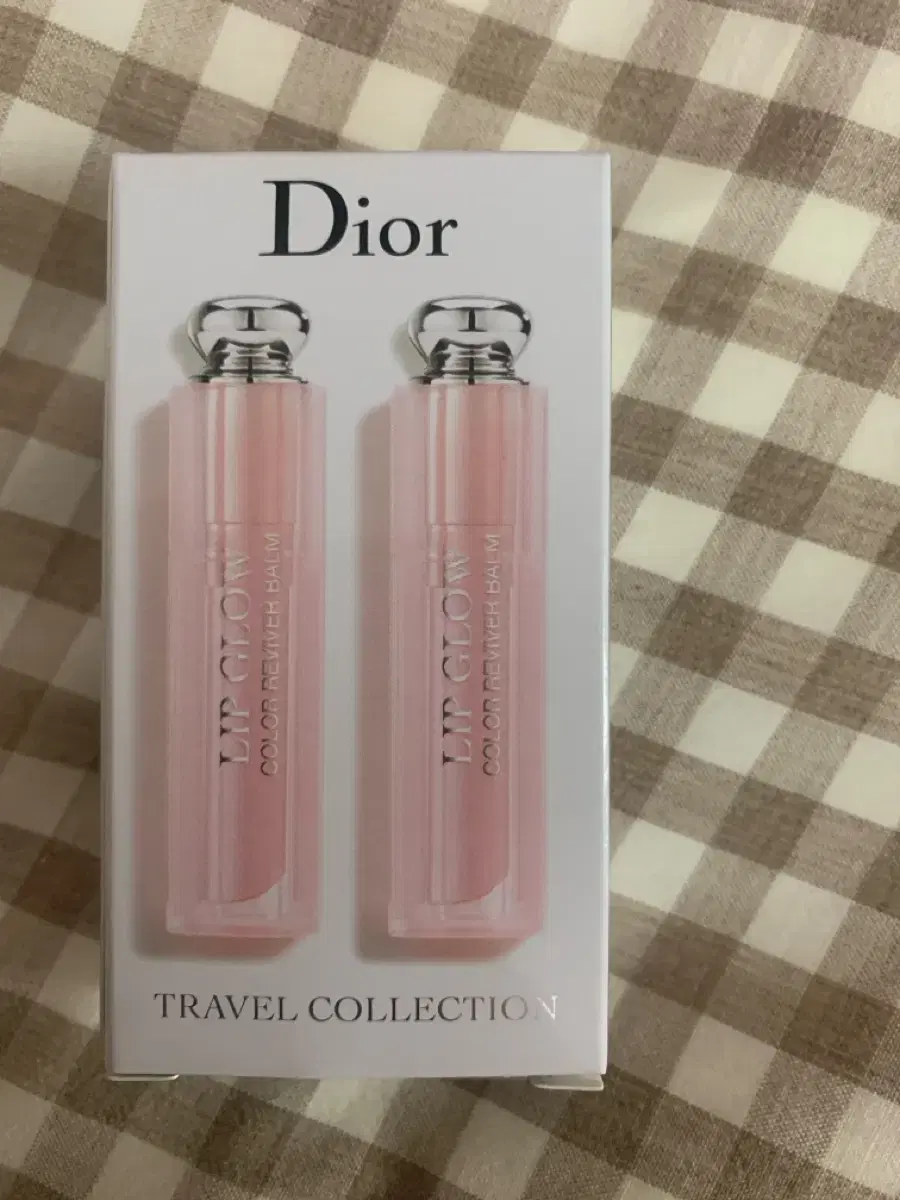 Dior
LIP GLOW
COLOR REVIVER BALM
LIP GLOW
COLOR REVIVER BALM
TRAVEL COLLECTION